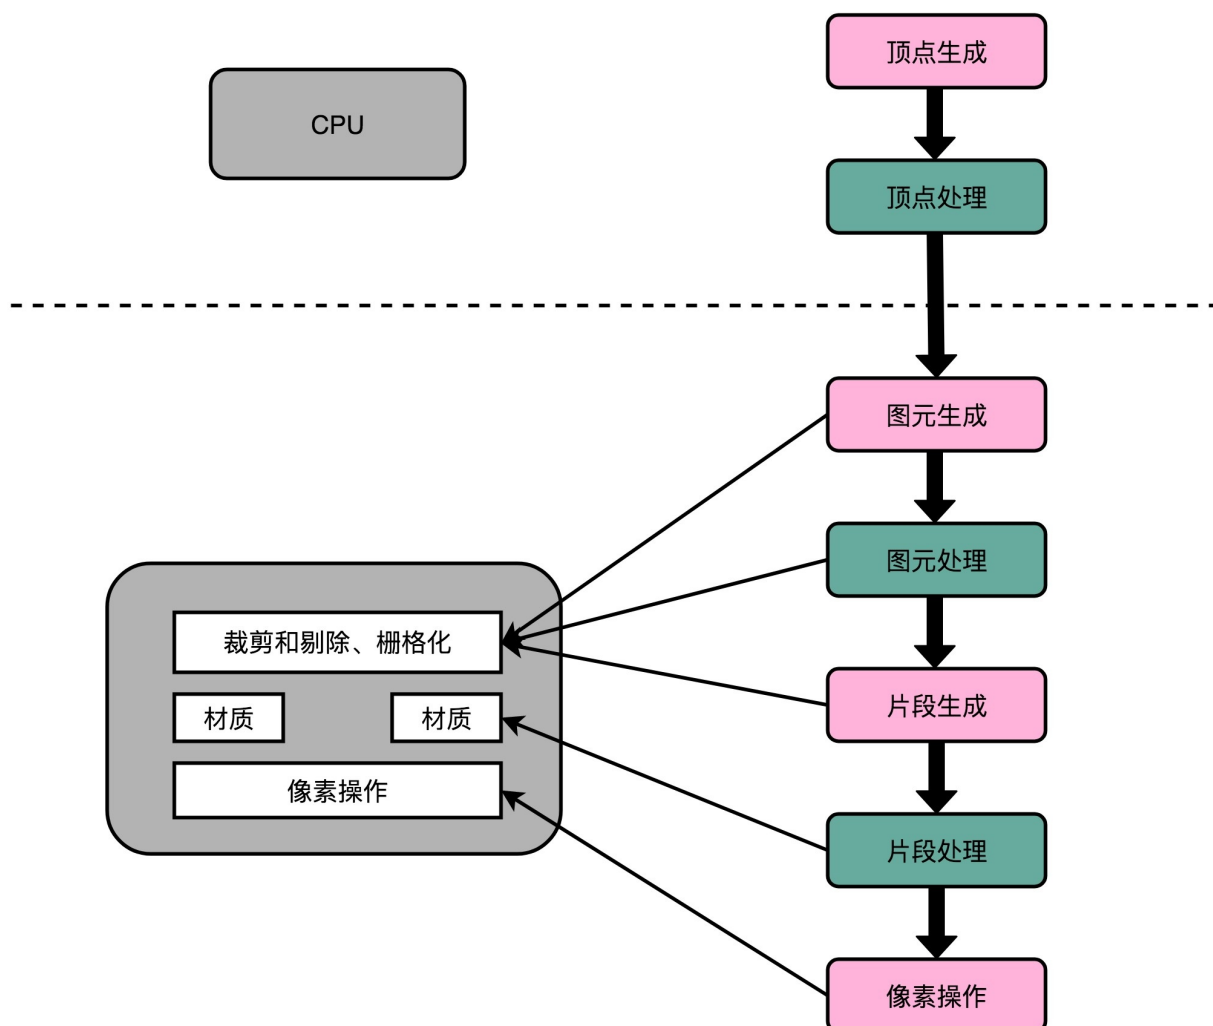 顶点生成
CPU
顶点处理
图元生成
图元处理
裁剪和剔除、栅格化
片段生成
材质
材质
像素操作
片段处理
像素操作